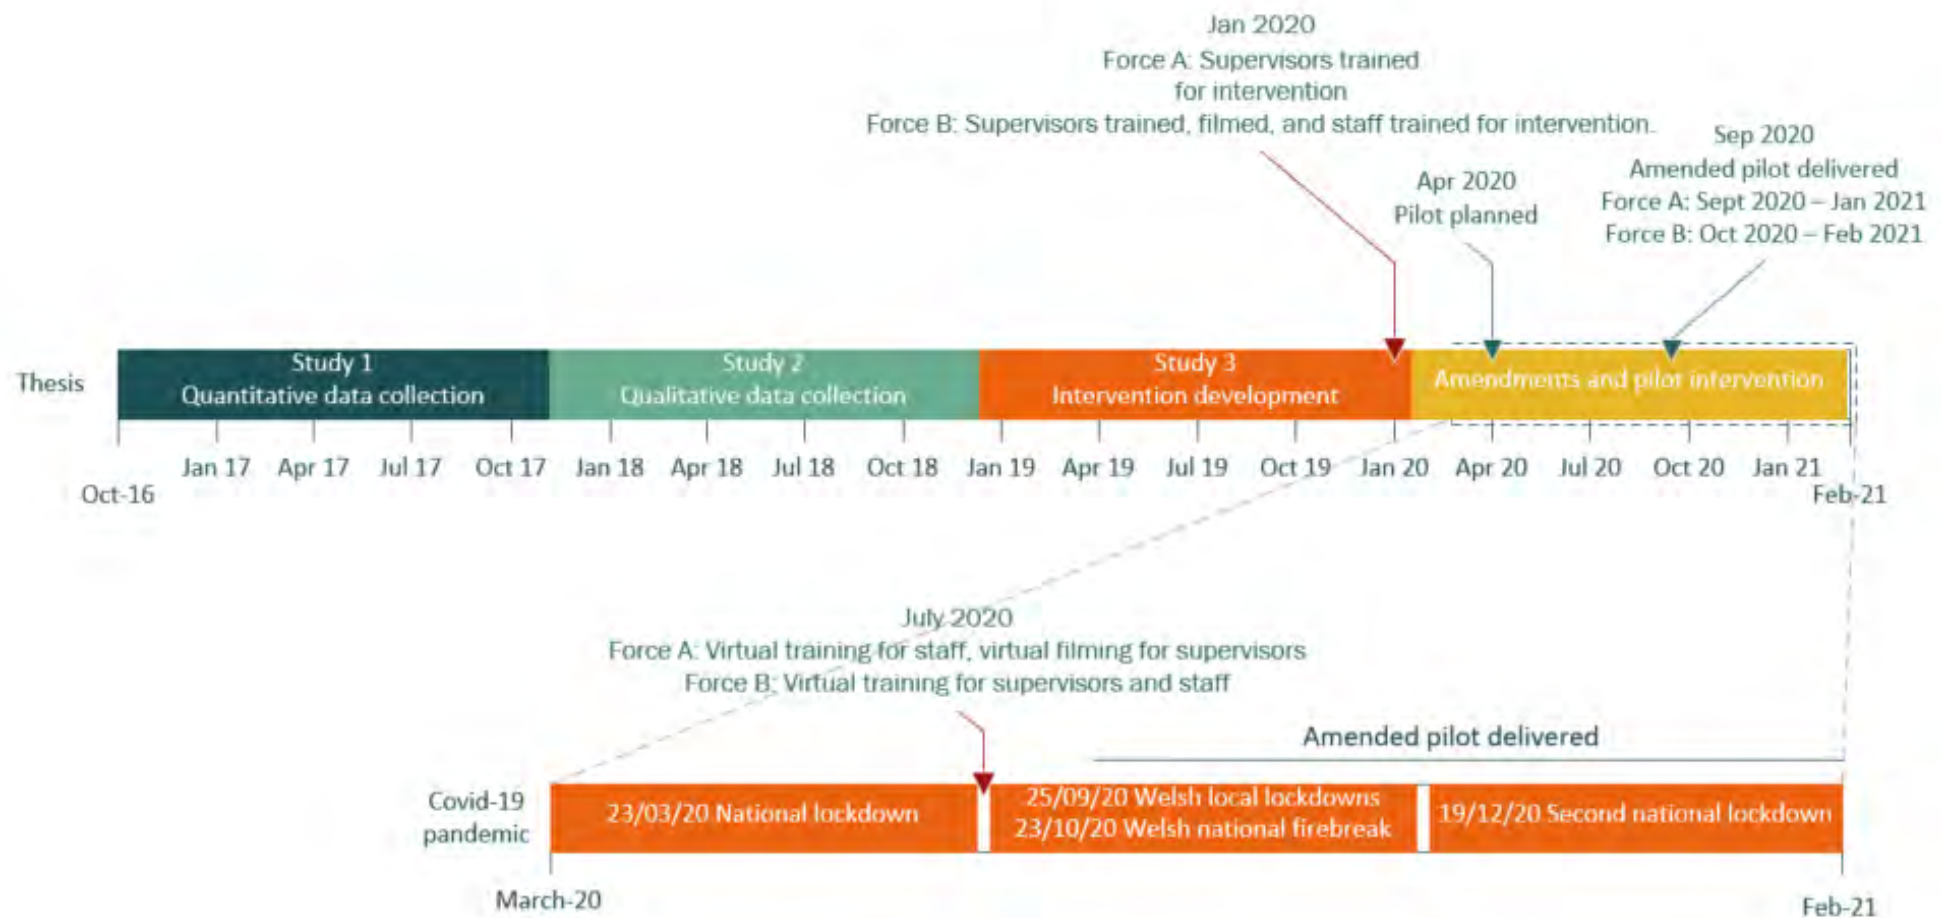 Jan 2020
Force A: Supervisors trained
for intervention
Force B: Supervisors trained, filmed, and staff trained for intervention.
Apr 2020
Pilot planned
Sep 2020
Amended pilot delivered
Force A: Sept 2020 – Jan 2021
Force B: Oct 2020 – Feb 2021
Thesis
Study 1
Quantitative data collection
Study 2
Qualitative data collection
Study 3
Intervention development
Amendments and pilot intervention
Oct-16
Jan 17
Apr 17
Jul 17
Oct 17
Jan 18
Apr 18
Jul 18
Oct 18
Jan 19
Apr 19
Jul 19
Oct 19
Jan 20
Apr 20
Jul 20
Oct 20
Jan 21
Feb-21
July 2020
Force A: Virtual training for staff, virtual filming for supervisors
Force B: Virtual training for supervisors and staff
Amended pilot delivered
Covid-19
pandemic
23/03/20 National lockdown
25/09/20 Welsh local lockdowns
23/10/20 Welsh national firebreak
19/12/20 Second national lockdown
March-20
Feb-21